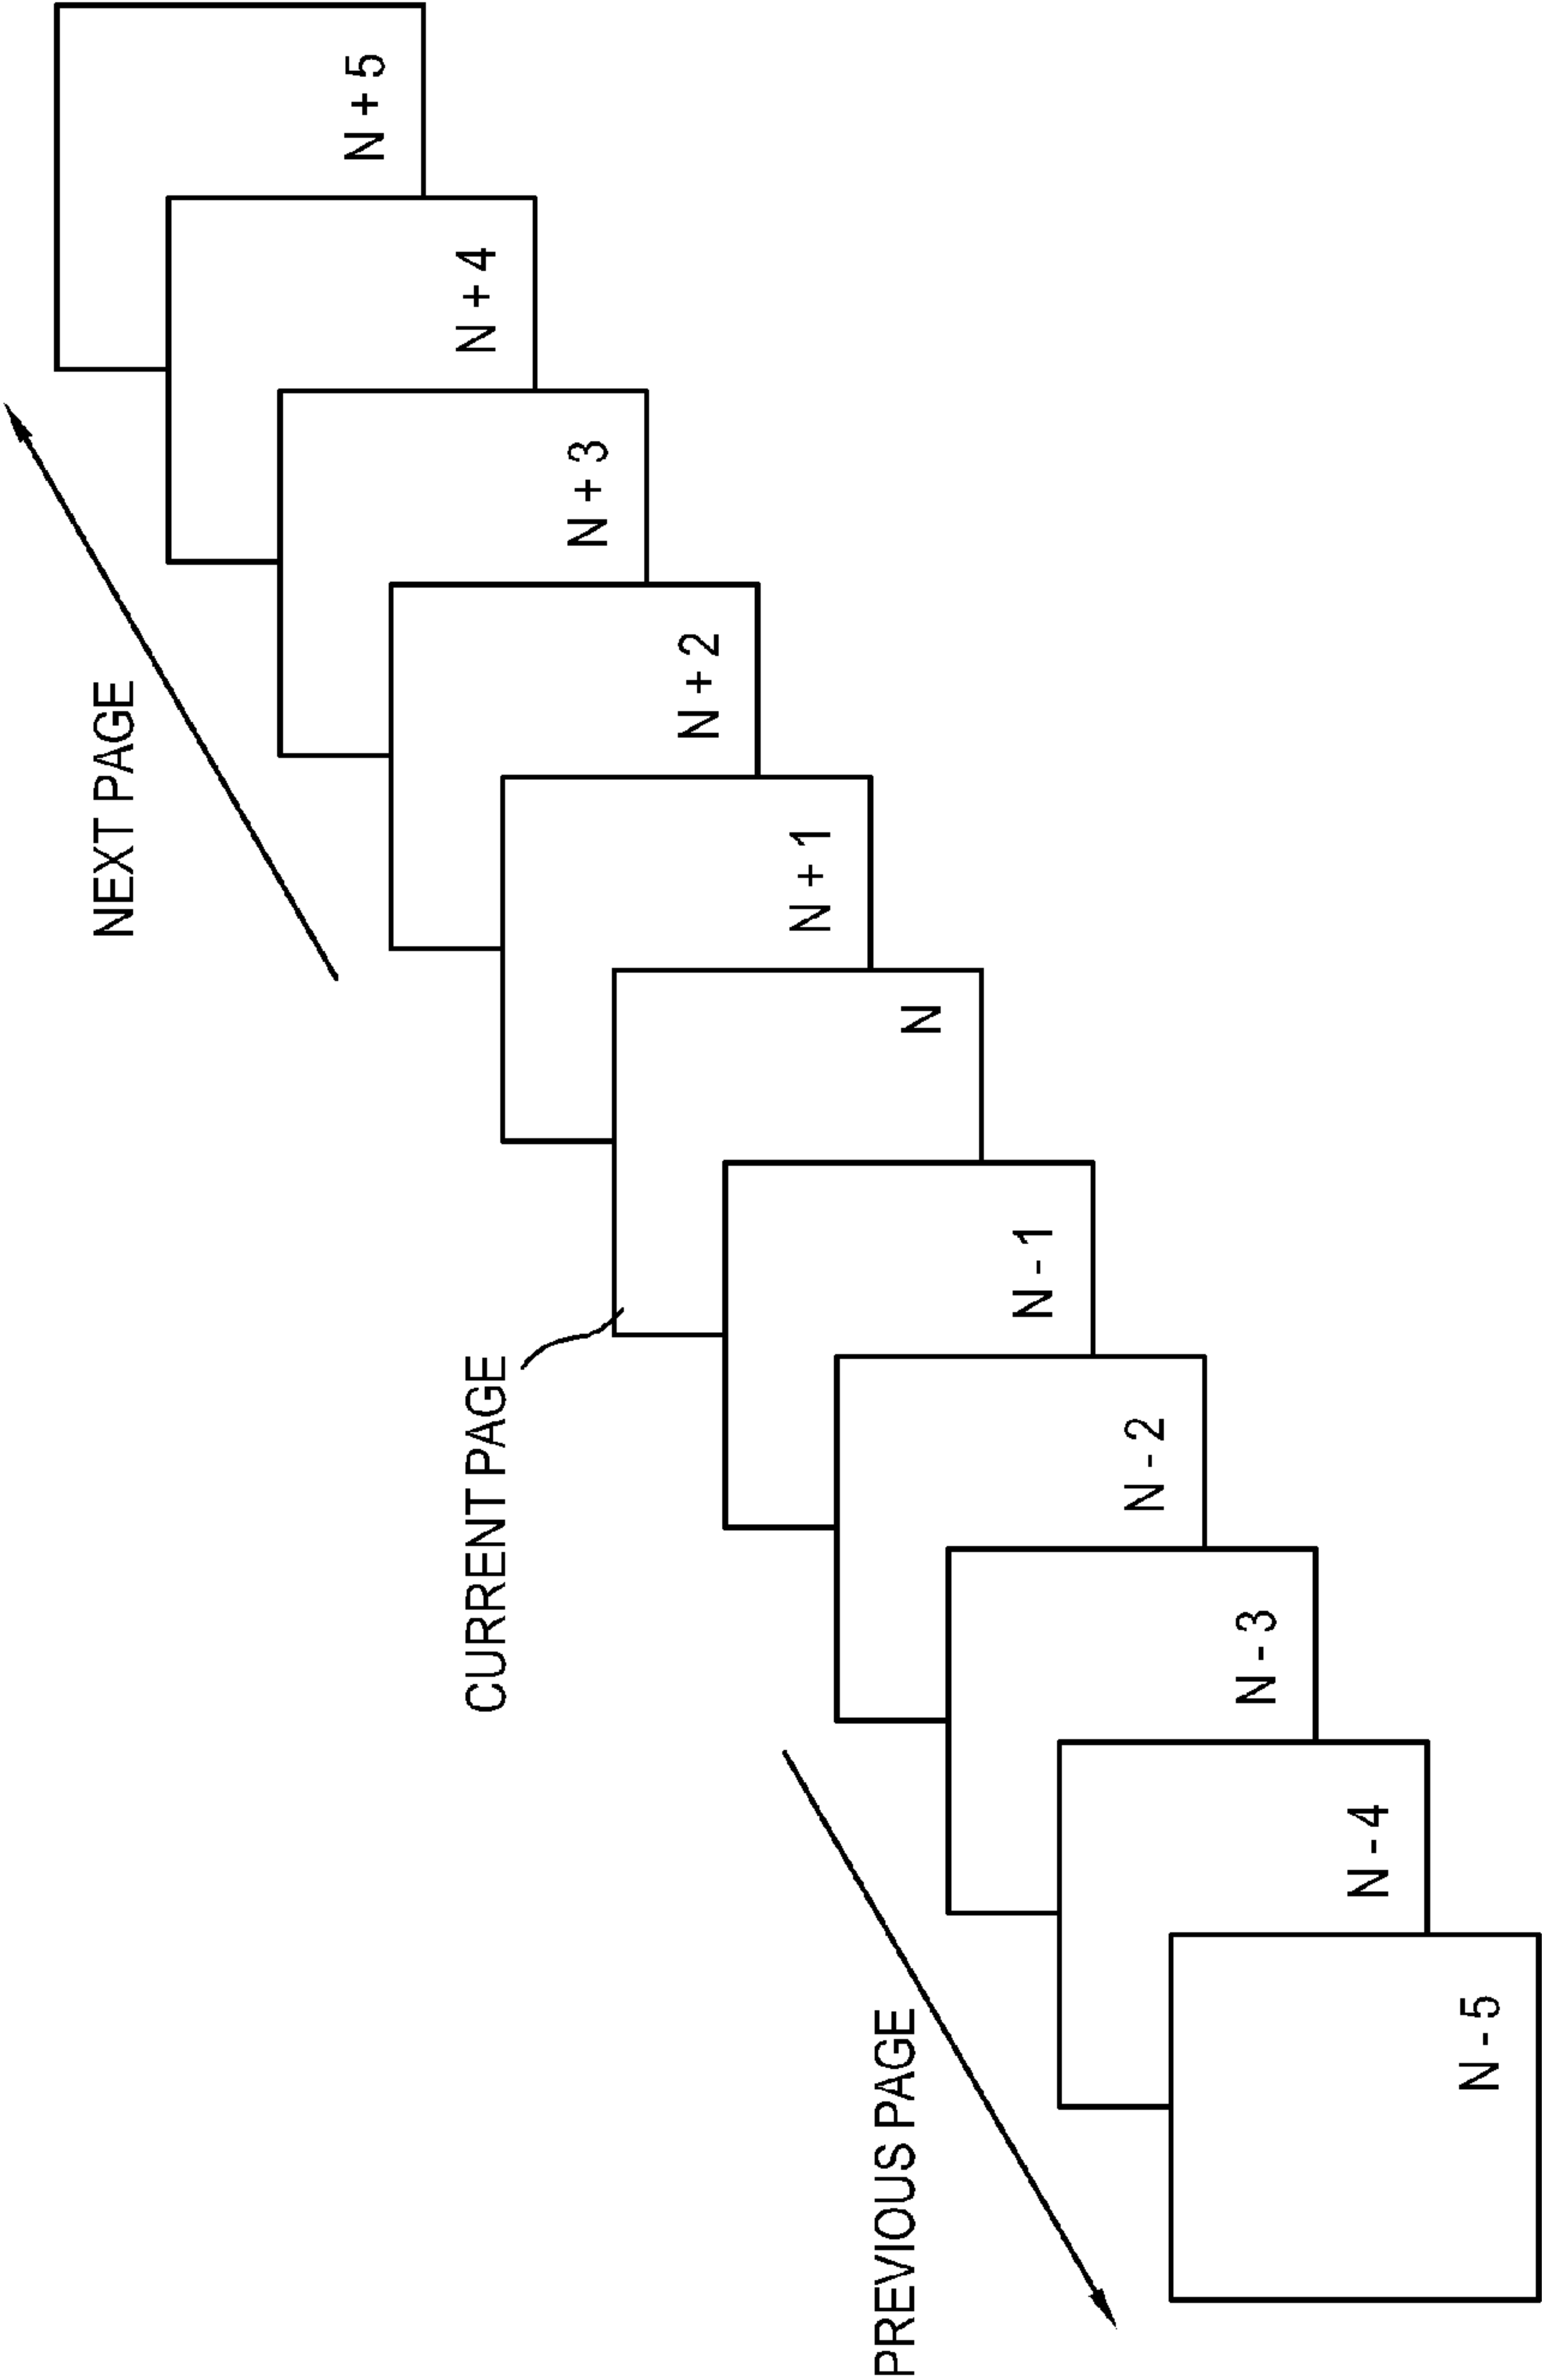 NEXT PAGE
CURRENT PAGE
PREVIOUS PAGE
N + 5
N + 4
N + 3
N + 2
N + 1
N
N - 1
N - 2
N - 3
N - 4
N - 5